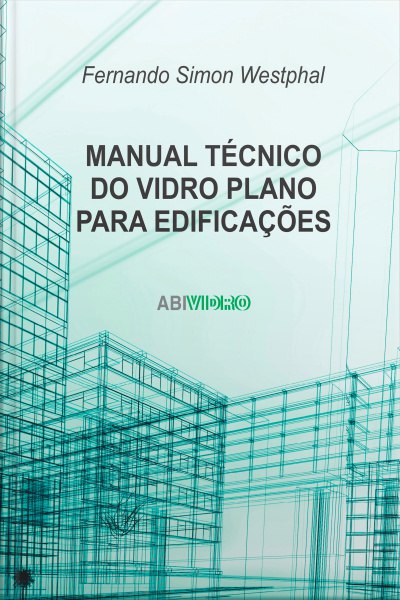 Fernando Simon Westphal
MANUAL TÉCNICO
DO VIDRO PLANO
PARA EDIFICAÇÕES
ABIVIDRO